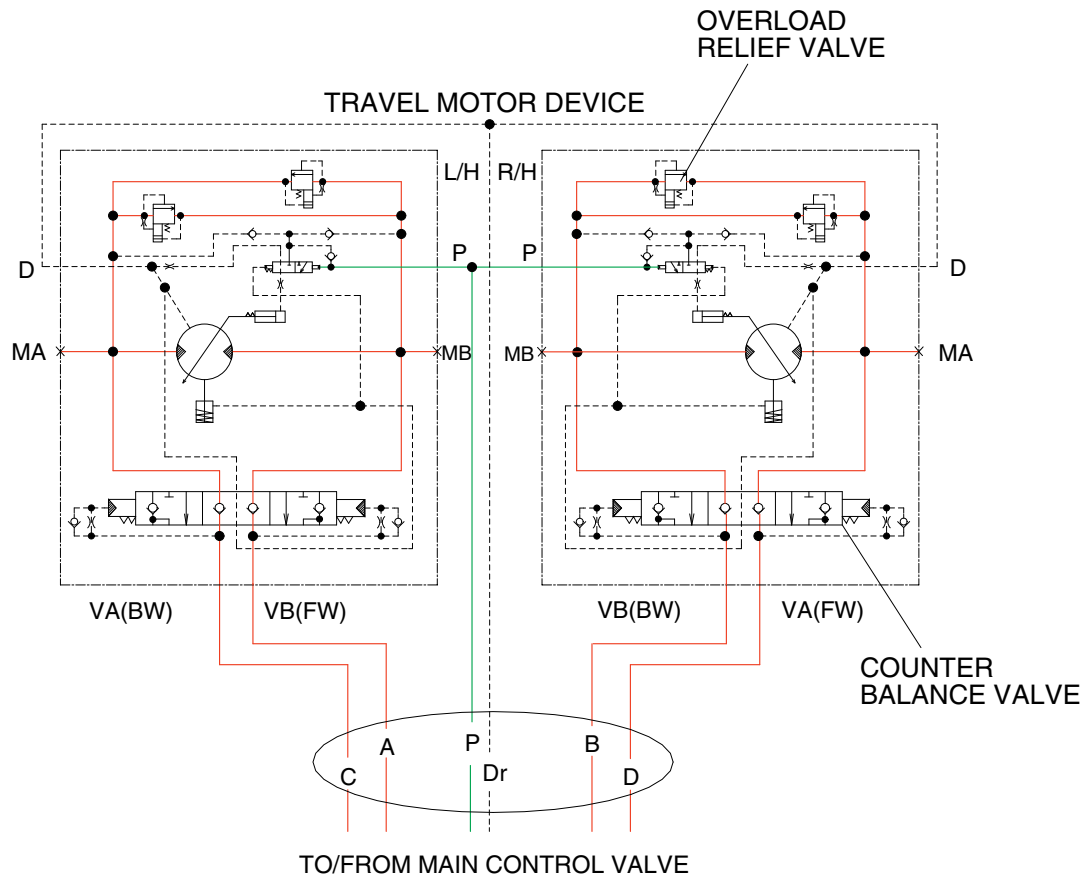 OVERLOAD
RELIEF VALVE
TRAVEL MOTOR DEVICE
L/H R/H
D P P D
MA MB MB MA
VA(BW) VB(FW) VB(BW) VA(FW)
COUNTER
BALANCE VALVE
C A P Dr B D
TO/FROM MAIN CONTROL VALVE